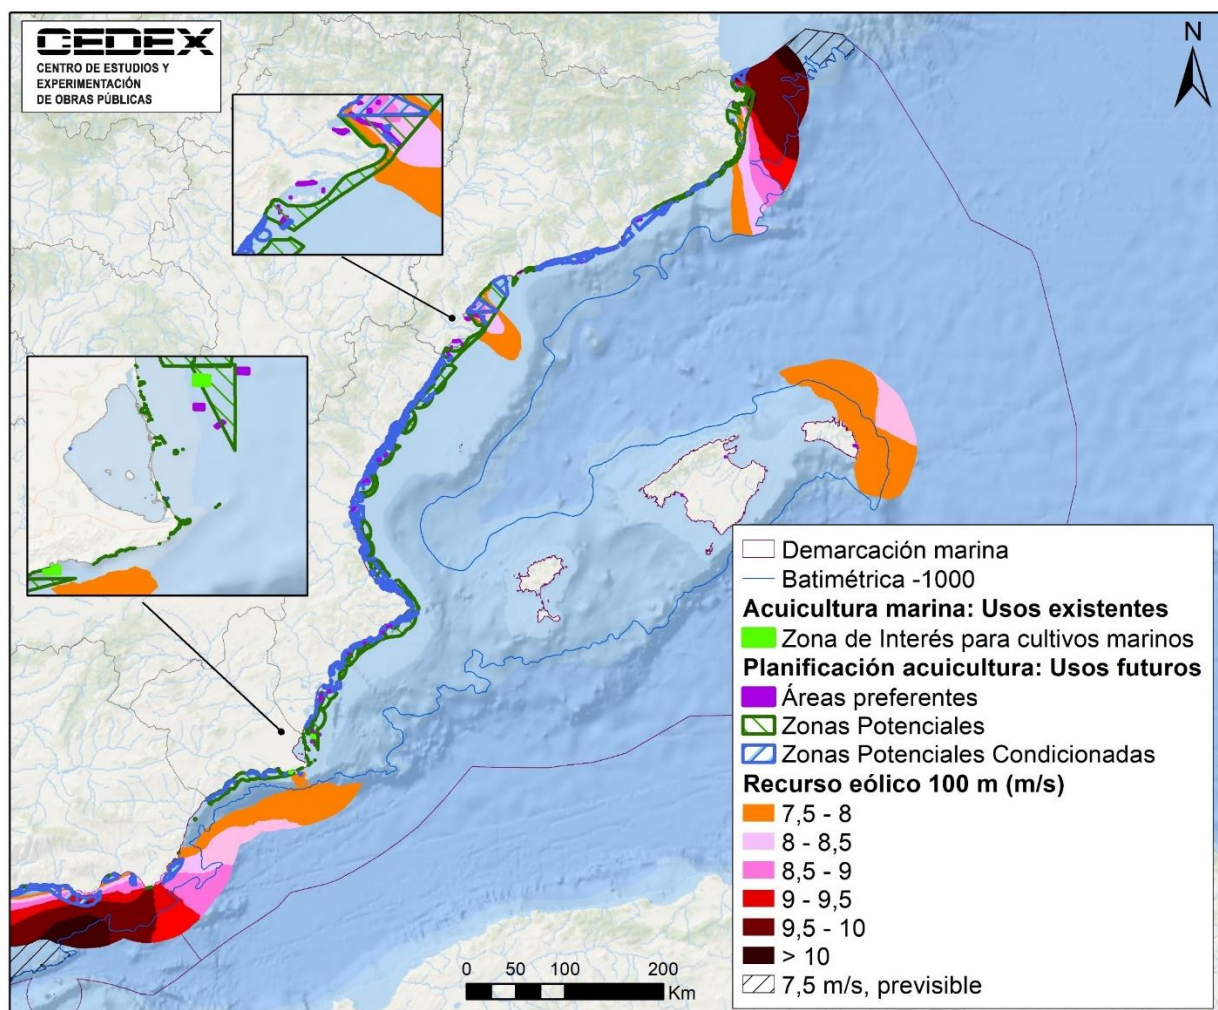 CEDEX
CENTRO DE ESTUDIOS Y
EXPERIMENTACIÓN
DE OBRAS PÚBLICAS
N
Demarcación marina
Batimétrica -1000
Acuicultura marina: Usos existentes
Zona de Interés para cultivos marinos
Planificación acuicultura: Usos futuros
Áreas preferentes
Zonas Potenciales
Zonas Potenciales Condicionadas
Recurso eólico 100 m (m/s)
7,5 - 8
8 - 8,5
8,5 - 9
9 - 9,5
9,5 - 10
> 10
7,5 m/s, previsible
0 50 100 200
Km